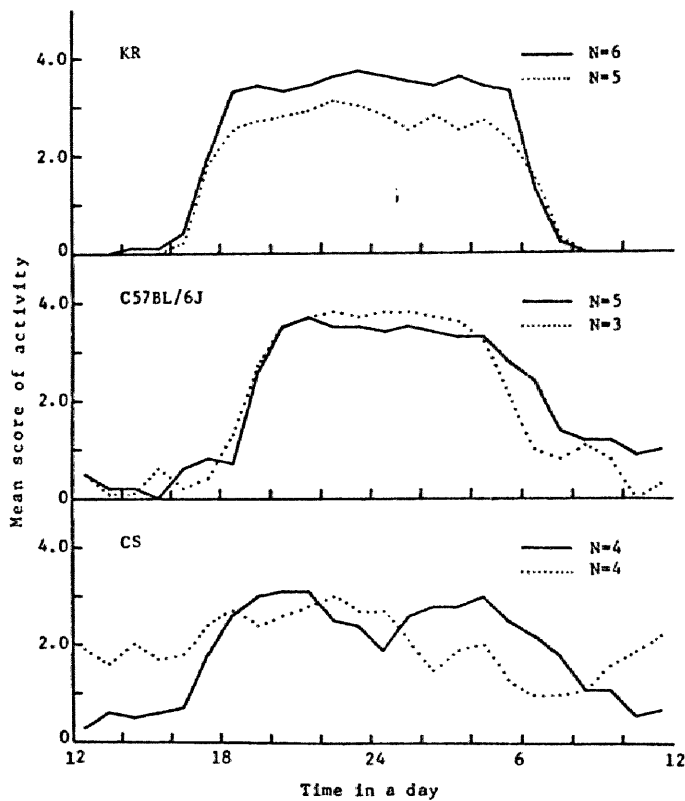 KR
N=6
N=5
4.0
2.0
0
C57BL/6J
N=5
N=3
4.0
2.0
0
CS
N=4
N=4
4.0
2.0
0
12 18 24 6 12
Time in a day
Mean score of activity